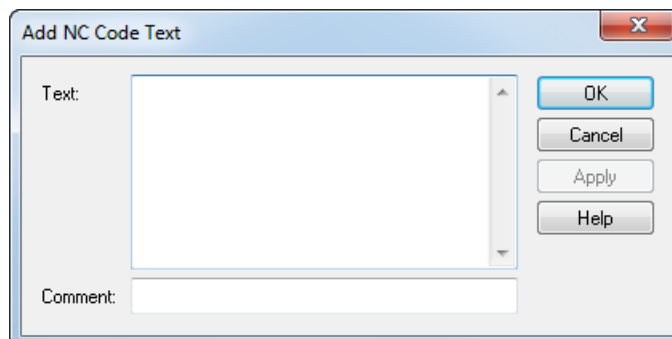 Add NC Code Text
Text:
OK
Cancel
Apply
Help
Comment: